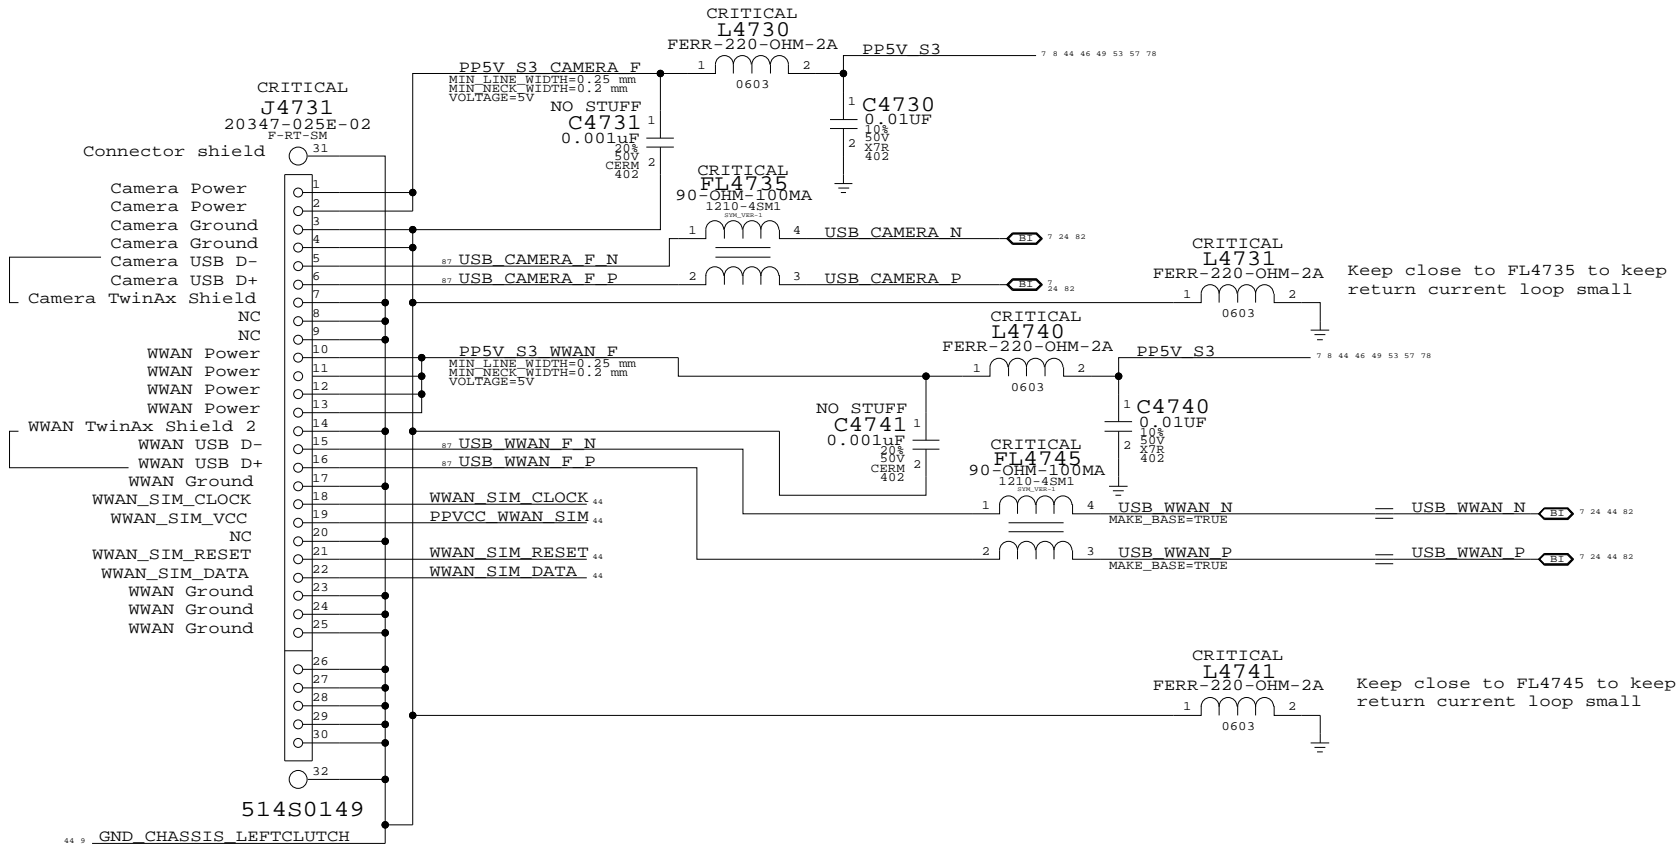 CRITICAL
L4730
FERR-220-OHM-2A
PP5V_S3
7 8 44 46 49 53 57 78
1
2
0603
PP5V_S3_CAMERA_F
MIN_LINE_WIDTH=0.25 mm
MIN_NECK_WIDTH=0.2 mm
VOLTAGE=5V
NO STUFF
C4731
0.001uF
20%
50V
CERM
402
1
2
C4730
0.01UF
10%
50V
X7R
402
1
2
CRITICAL
J4731
20347-025E-02
F-RT-SM
Connector shield
31
Camera Power
1
Camera Power
2
Camera Ground
3
Camera Ground
4
Camera USB D-
5
Camera USB D+
6
Camera TwinAx Shield
7
NC
8
NC
9
WWAN Power
10
WWAN Power
11
WWAN Power
12
WWAN Power
13
WWAN TwinAx Shield 2
14
WWAN USB D-
15
WWAN USB D+
16
WWAN Ground
17
WWAN_SIM_CLOCK
18
WWAN_SIM_VCC
19
NC
20
WWAN_SIM_RESET
21
WWAN_SIM_DATA
22
WWAN Ground
23
WWAN Ground
24
WWAN Ground
25
26
27
28
29
30
32
514S0149
44 9
GND_CHASSIS_LEFTCLUTCH
CRITICAL
FL4735
90-OHM-100MA
1210-4SM1
SYM_VER-1
1
4
2
3
87 USB_CAMERA_F_N
87 USB_CAMERA_F_P
USB_CAMERA_N
BI
7 24 82
USB_CAMERA_P
BI
7
24 82
CRITICAL
L4731
FERR-220-OHM-2A
1
2
0603
Keep close to FL4735 to keep
return current loop small
PP5V_S3_WWAN_F
MIN_LINE_WIDTH=0.25 mm
MIN_NECK_WIDTH=0.2 mm
VOLTAGE=5V
CRITICAL
L4740
FERR-220-OHM-2A
1
2
0603
PP5V_S3
7 8 44 46 49 53 57 78
NO STUFF
C4741
0.001uF
20%
50V
CERM
402
1
2
C4740
0.01UF
10%
50V
X7R
402
1
2
87 USB_WWAN_F_N
87 USB_WWAN_F_P
CRITICAL
FL4745
90-OHM-100MA
1210-4SM1
SYM_VER-1
1
4
2
3
USB_WWAN_N
MAKE_BASE=TRUE
USB_WWAN_N
BI
7 24 44 82
USB_WWAN_P
MAKE_BASE=TRUE
USB_WWAN_P
BI
7 24 44 82
WWAN_SIM_CLOCK 44
PPVCC_WWAN_SIM 44
WWAN_SIM_RESET 44
WWAN_SIM_DATA 44
CRITICAL
L4741
FERR-220-OHM-2A
1
2
0603
Keep close to FL4745 to keep
return current loop small